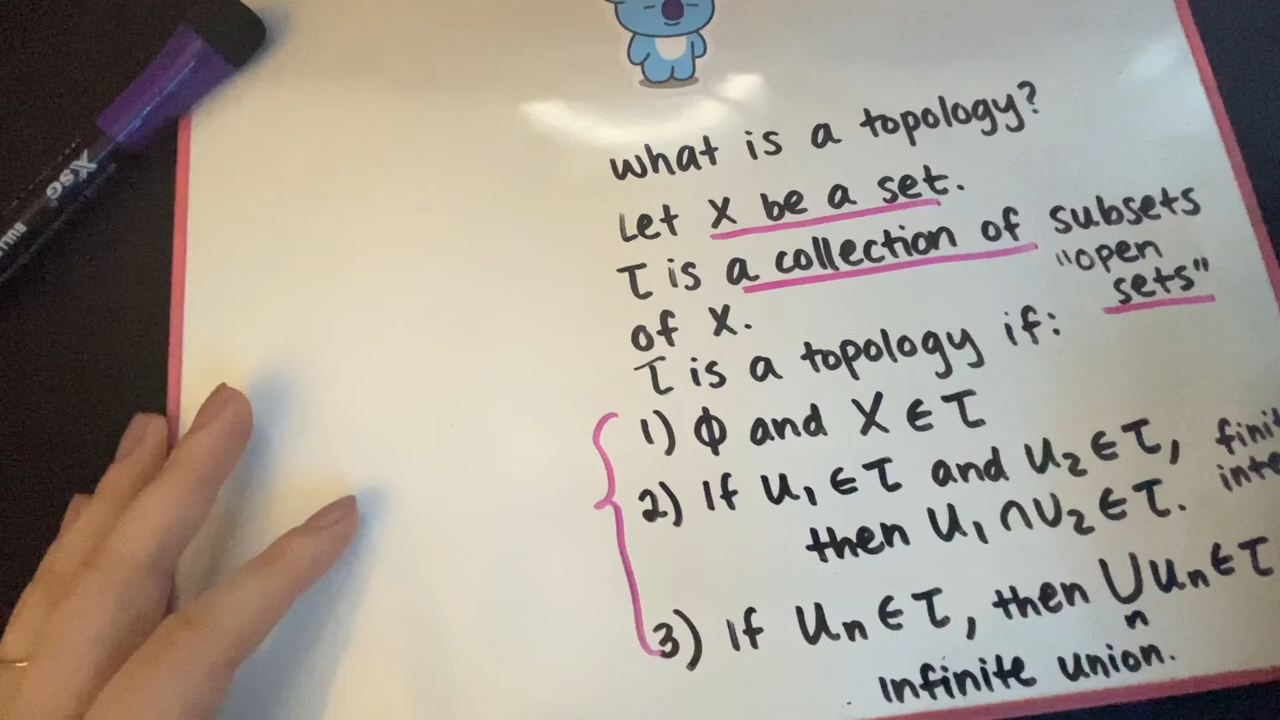 What is a topology?
Let X be a set.
τ is a collection of subsets
"open
sets"
of X.
τ is a topology if:
1) ϕ and X ∈ τ
2) If U₁ ∈ τ and U₂ ∈ τ,
then U₁ ∩ U₂ ∈ τ.
3) If Uₙ ∈ τ, then ⋃ Uₙ ∈ τ
n
infinite union.